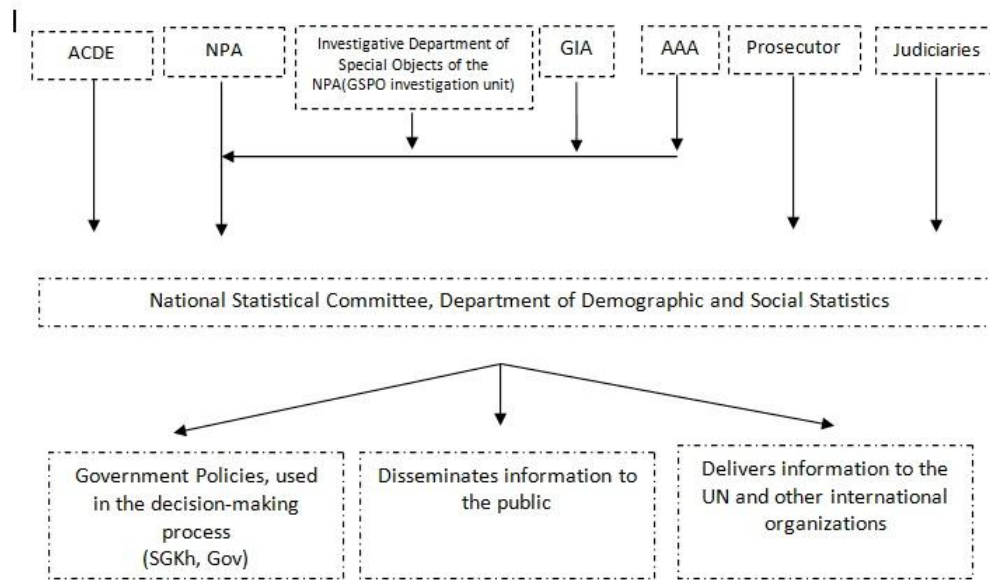 ACDE
NPA
Investigative Department of
Special Objects of the
NPA(GSPO investigation unit)
GIA
AAA
Prosecutor
Judiciaries
National Statistical Committee, Department of Demographic and Social Statistics
Government Policies, used
in the decision-making
process
(SGKh, Gov)
Disseminates information to
the public
Delivers information to the
UN and other international
organizations